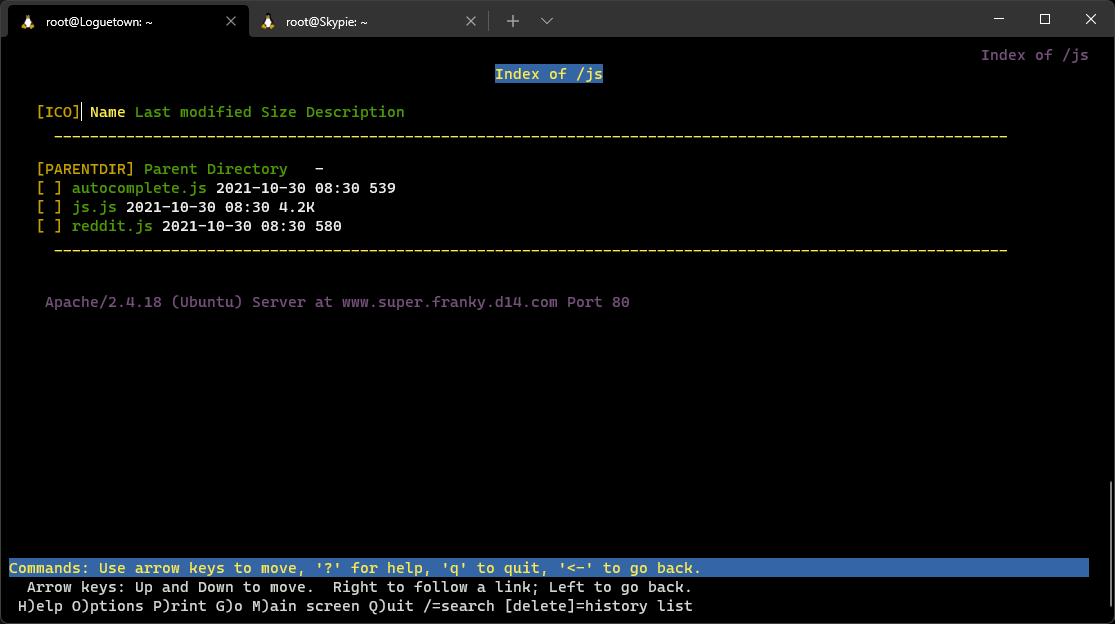 root@Loguetown: ~
root@Skypie: ~
Index of /js
Index of /js
[ICO] Name Last modified Size Description
[PARENTDIR] Parent Directory   -
[ ] autocomplete.js 2021-10-30 08:30 539
[ ] js.js 2021-10-30 08:30 4.2K
[ ] reddit.js 2021-10-30 08:30 580
Apache/2.4.18 (Ubuntu) Server at www.super.franky.d14.com Port 80
Commands: Use arrow keys to move, '?' for help, 'q' to quit, '<-' to go back.
Arrow keys: Up and Down to move.  Right to follow a link; Left to go back.
H)elp O)ptions P)rint G)o M)ain screen Q)uit /=search [delete]=history list